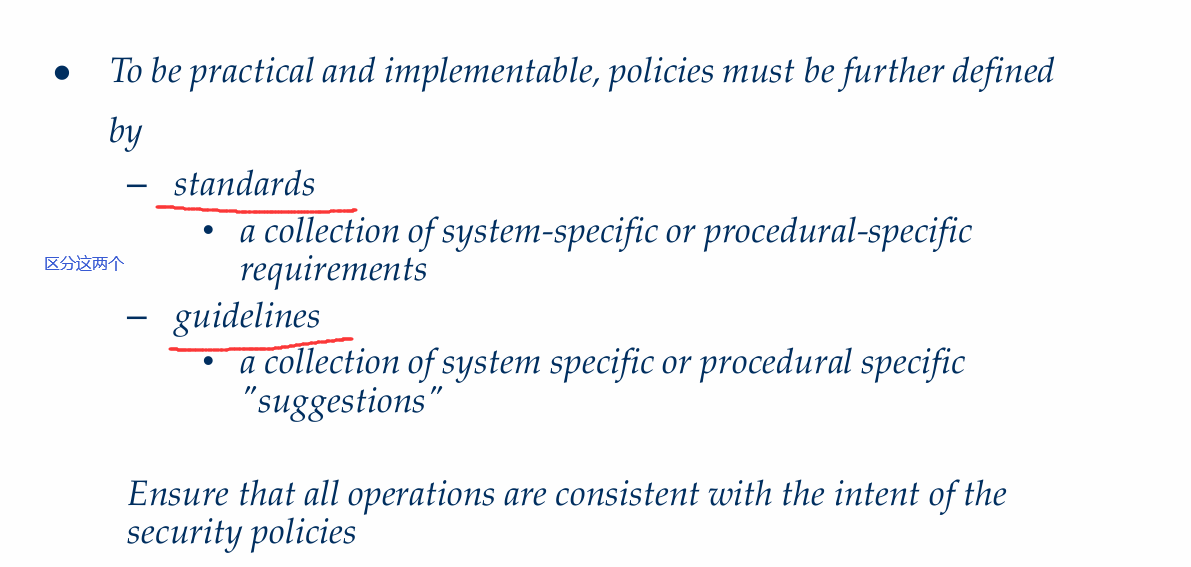 ● To be practical and implementable, policies must be further defined
by
– standards
• a collection of system-specific or procedural-specific
requirements
区分这两个
– guidelines
• a collection of system specific or procedural specific
"suggestions"
Ensure that all operations are consistent with the intent of the
security policies